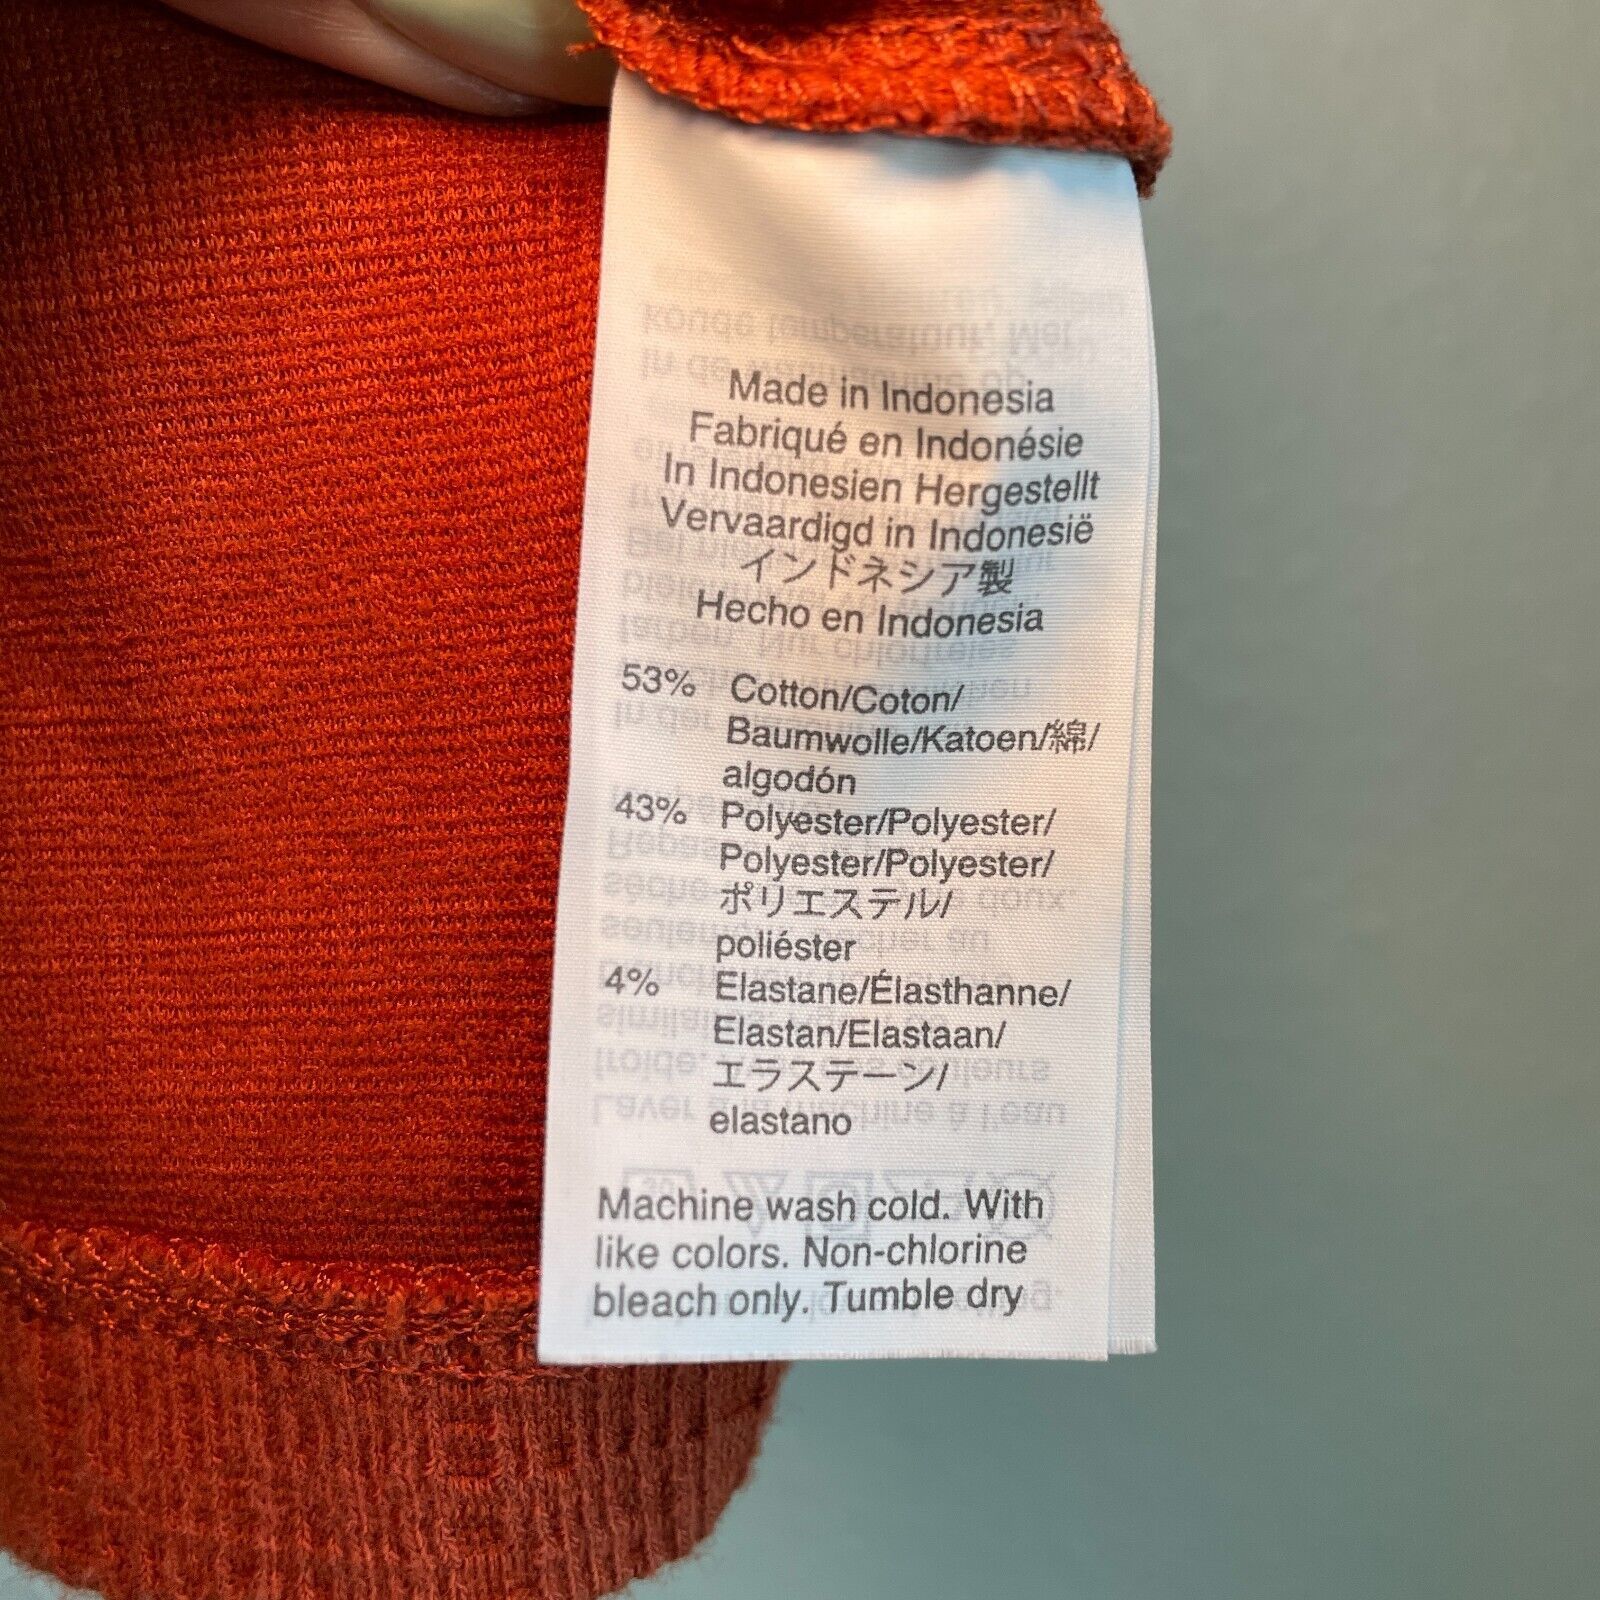 Made in Indonesia
Fabriqué en Indonésie
In Indonesien Hergestellt
Vervaardigd in Indonesië
インドネシア製
Hecho en Indonesia
53% Cotton/Coton/
Baumwolle/Katoen/綿/
algodón
43% Polyester/Polyester/
Polyester/Polyester/
ポリエステル/
poliéster
4% Elastane/Élasthanne/
Elastan/Elastaan/
エラステーン/
elastano
Machine wash cold. With
like colors. Non-chlorine
bleach only. Tumble dry